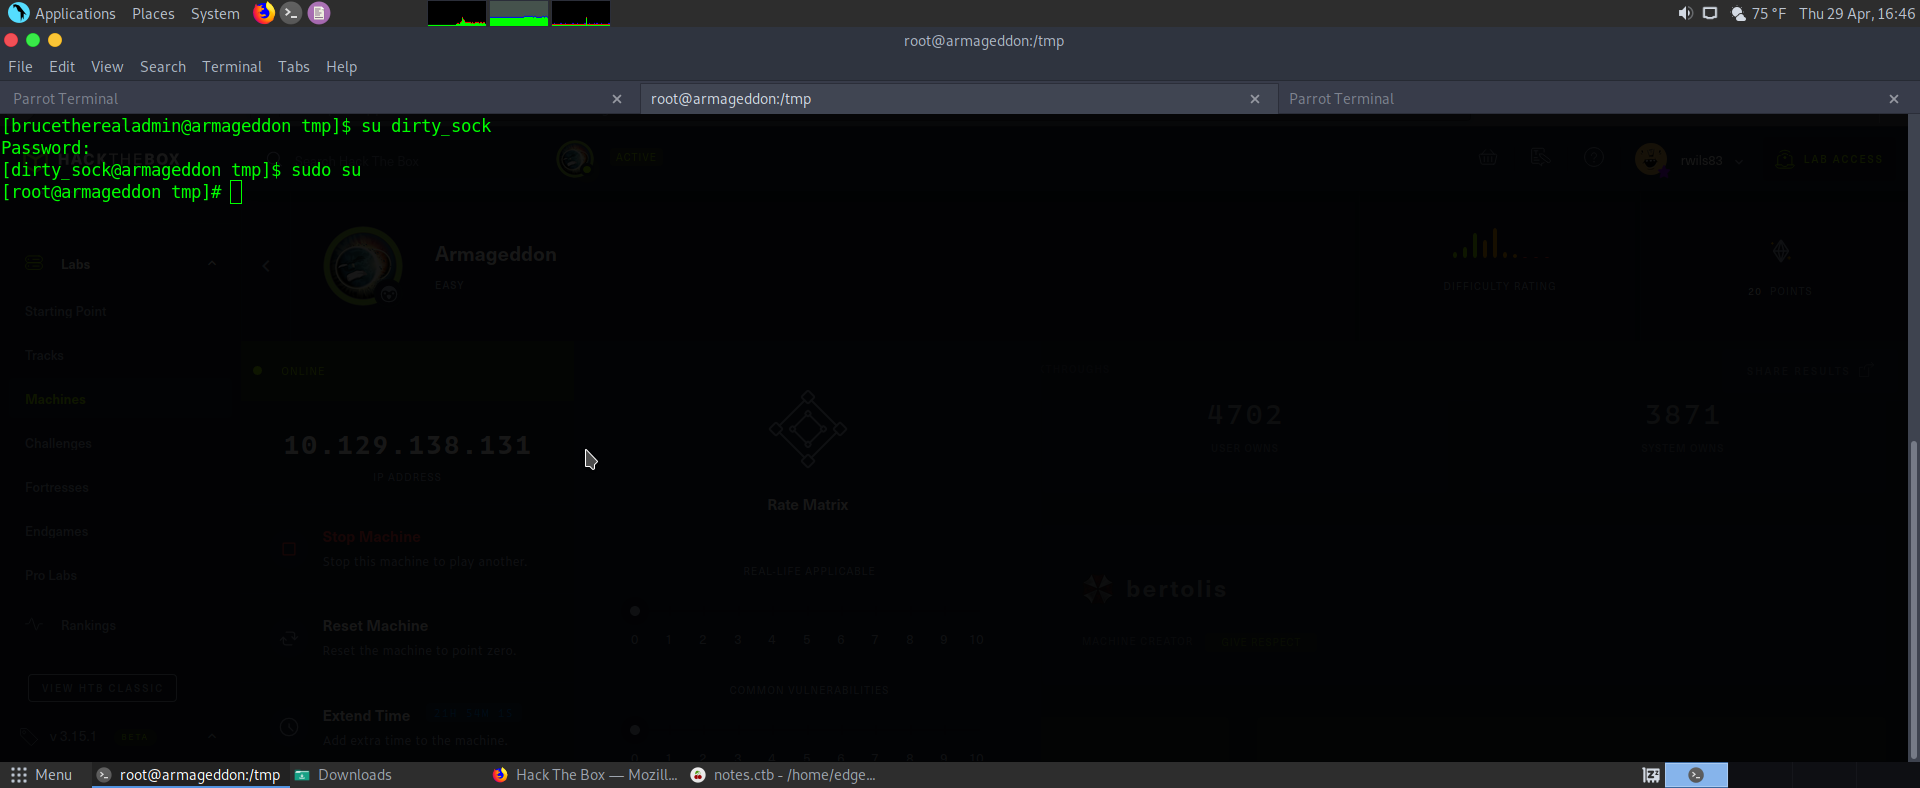 Applications Places System 75 °F Thu 29 Apr, 16:46
root@armageddon:/tmp
File Edit View Search Terminal Tabs Help
Parrot Terminal root@armageddon:/tmp Parrot Terminal
[brucetherealadmin@armageddon tmp]$ su dirty_sock
Password:
[dirty_sock@armageddon tmp]$ sudo su
[root@armageddon tmp]#
HACKTHEBOX The Box ACTIVE rwils83 LAB ACCESS
Labs Armageddon
EASY DIFFICULTY RATING 20 POINTS
Starting Point
Tracks
ONLINE SHARE RESULTS
Machines
4702 3871
USER OWNS SYSTEM OWNS
Challenges
10.129.138.131
IP ADDRESS
Fortresses
Rate Matrix
Endgames
Stop Machine
Stop this machine to play another.
Pro Labs REAL-LIFE APPLICABLE
bertolis
Rankings Reset Machine
0 1 2 3 4 5 6 7 8 9 10 MACHINE CREATOR
Reset the machine to point zero.
VIEW HTB CLASSIC COMMON VULNERABILITIES
Extend Time
v 3.15.1 BETA Add extra time to the machine.
0 1 2 3 4 5 6 7 8 9 10
Menu root@armageddon:/tmp Downloads Hack The Box — Mozill... notes.ctb - /home/edge...